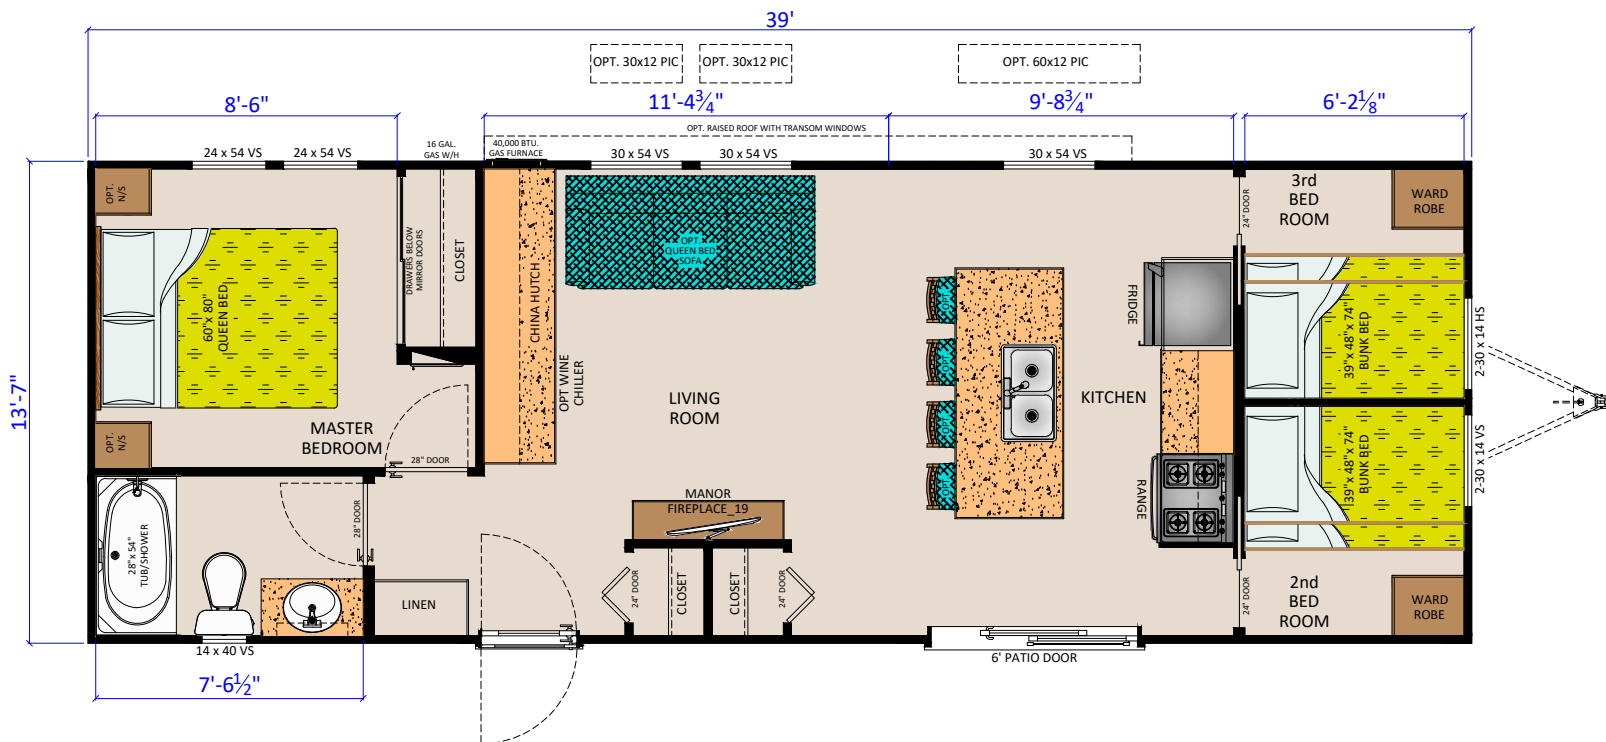 39'
OPT. 30x12 PIC
OPT. 30x12 PIC
OPT. 60x12 PIC
8'-6"
11'-4¾"
9'-8¾"
6'-2⅛"
OPT. RAISED ROOF WITH TRANSOM WINDOWS
24 x 54 VS
24 x 54 VS
16 GAL.
GAS W/H
40,000 BTU.
GAS FURNACE
30 x 54 VS
30 x 54 VS
30 x 54 VS
OPT.
N/S
60"x 80"
QUEEN BED
OPT.
N/S
DRAWERS BELOW
MIRROR DOORS
CLOSET
CHINA HUTCH
OPT WINE
CHILLER
OPT.
QUEEN BED
SOFA
3rd
BED
ROOM
24" DOOR
WARD
ROBE
FRIDGE
39"x 48"x 74"
BUNK BED
2-30 x 14 HS
13'-7"
MASTER
BEDROOM
28" DOOR
LIVING
ROOM
OPT
OPT
OPT
OPT
KITCHEN
RANGE
39"x 48"x 74"
BUNK BED
2-30 x 14 VS
MANOR
FIREPLACE_19
28"x 54"
TUB/SHOWER
28" DOOR
LINEN
24" DOOR
CLOSET
CLOSET
24" DOOR
24" DOOR
2nd
BED
ROOM
WARD
ROBE
14 x 40 VS
6' PATIO DOOR
7'-6½"